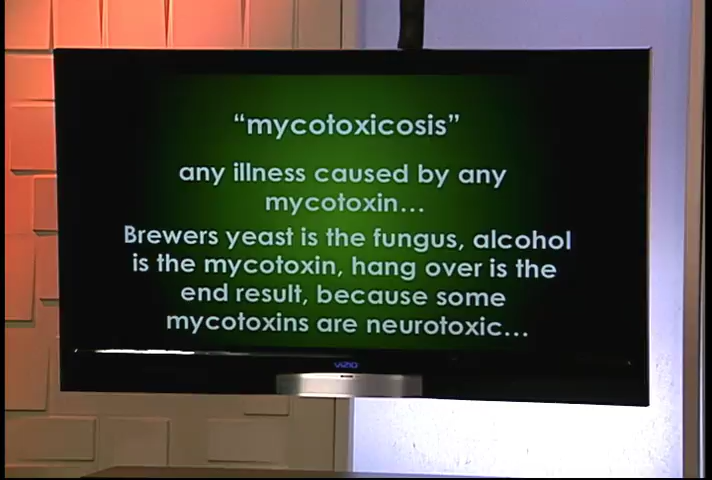 “mycotoxicosis”
any illness caused by any
mycotoxin...
Brewers yeast is the fungus, alcohol
is the mycotoxin, hang over is the
end result, because some
mycotoxins are neurotoxic...
VIZIO